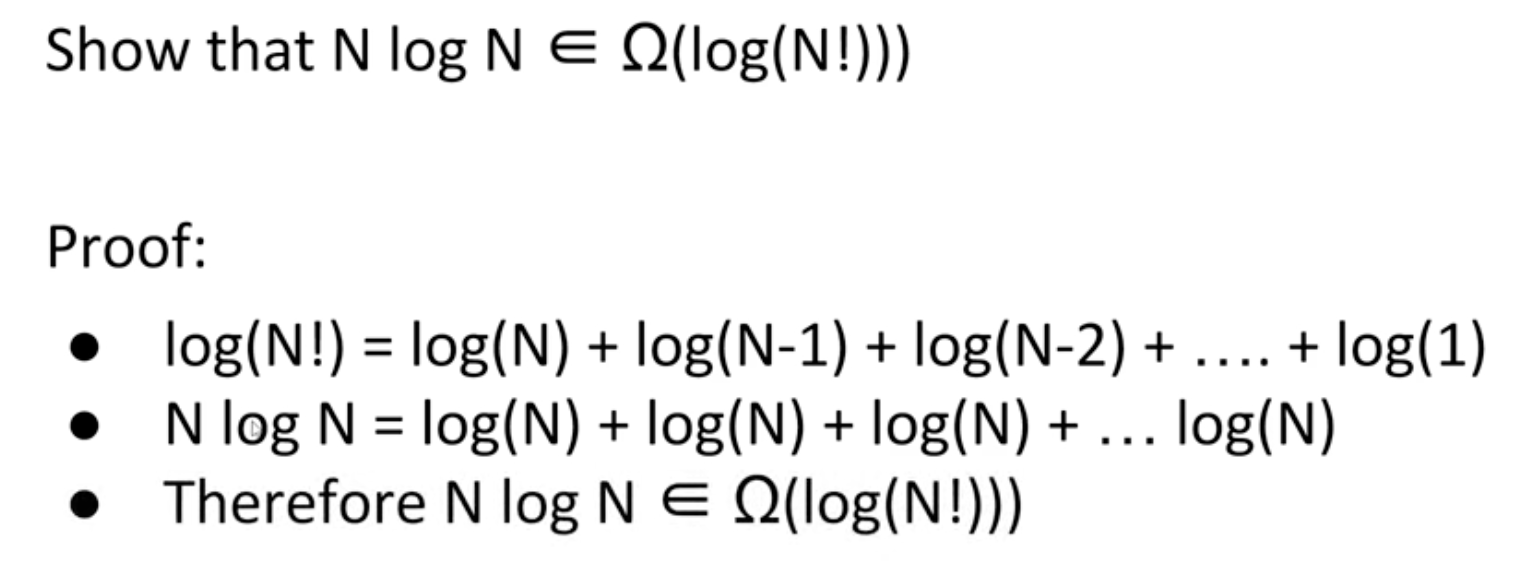 Show that N log N ∈ Ω(log(N!)))
Proof:
● log(N!) = log(N) + log(N-1) + log(N-2) + .... + log(1)
● N log N = log(N) + log(N) + log(N) + ... log(N)
● Therefore N log N ∈ Ω(log(N!)))